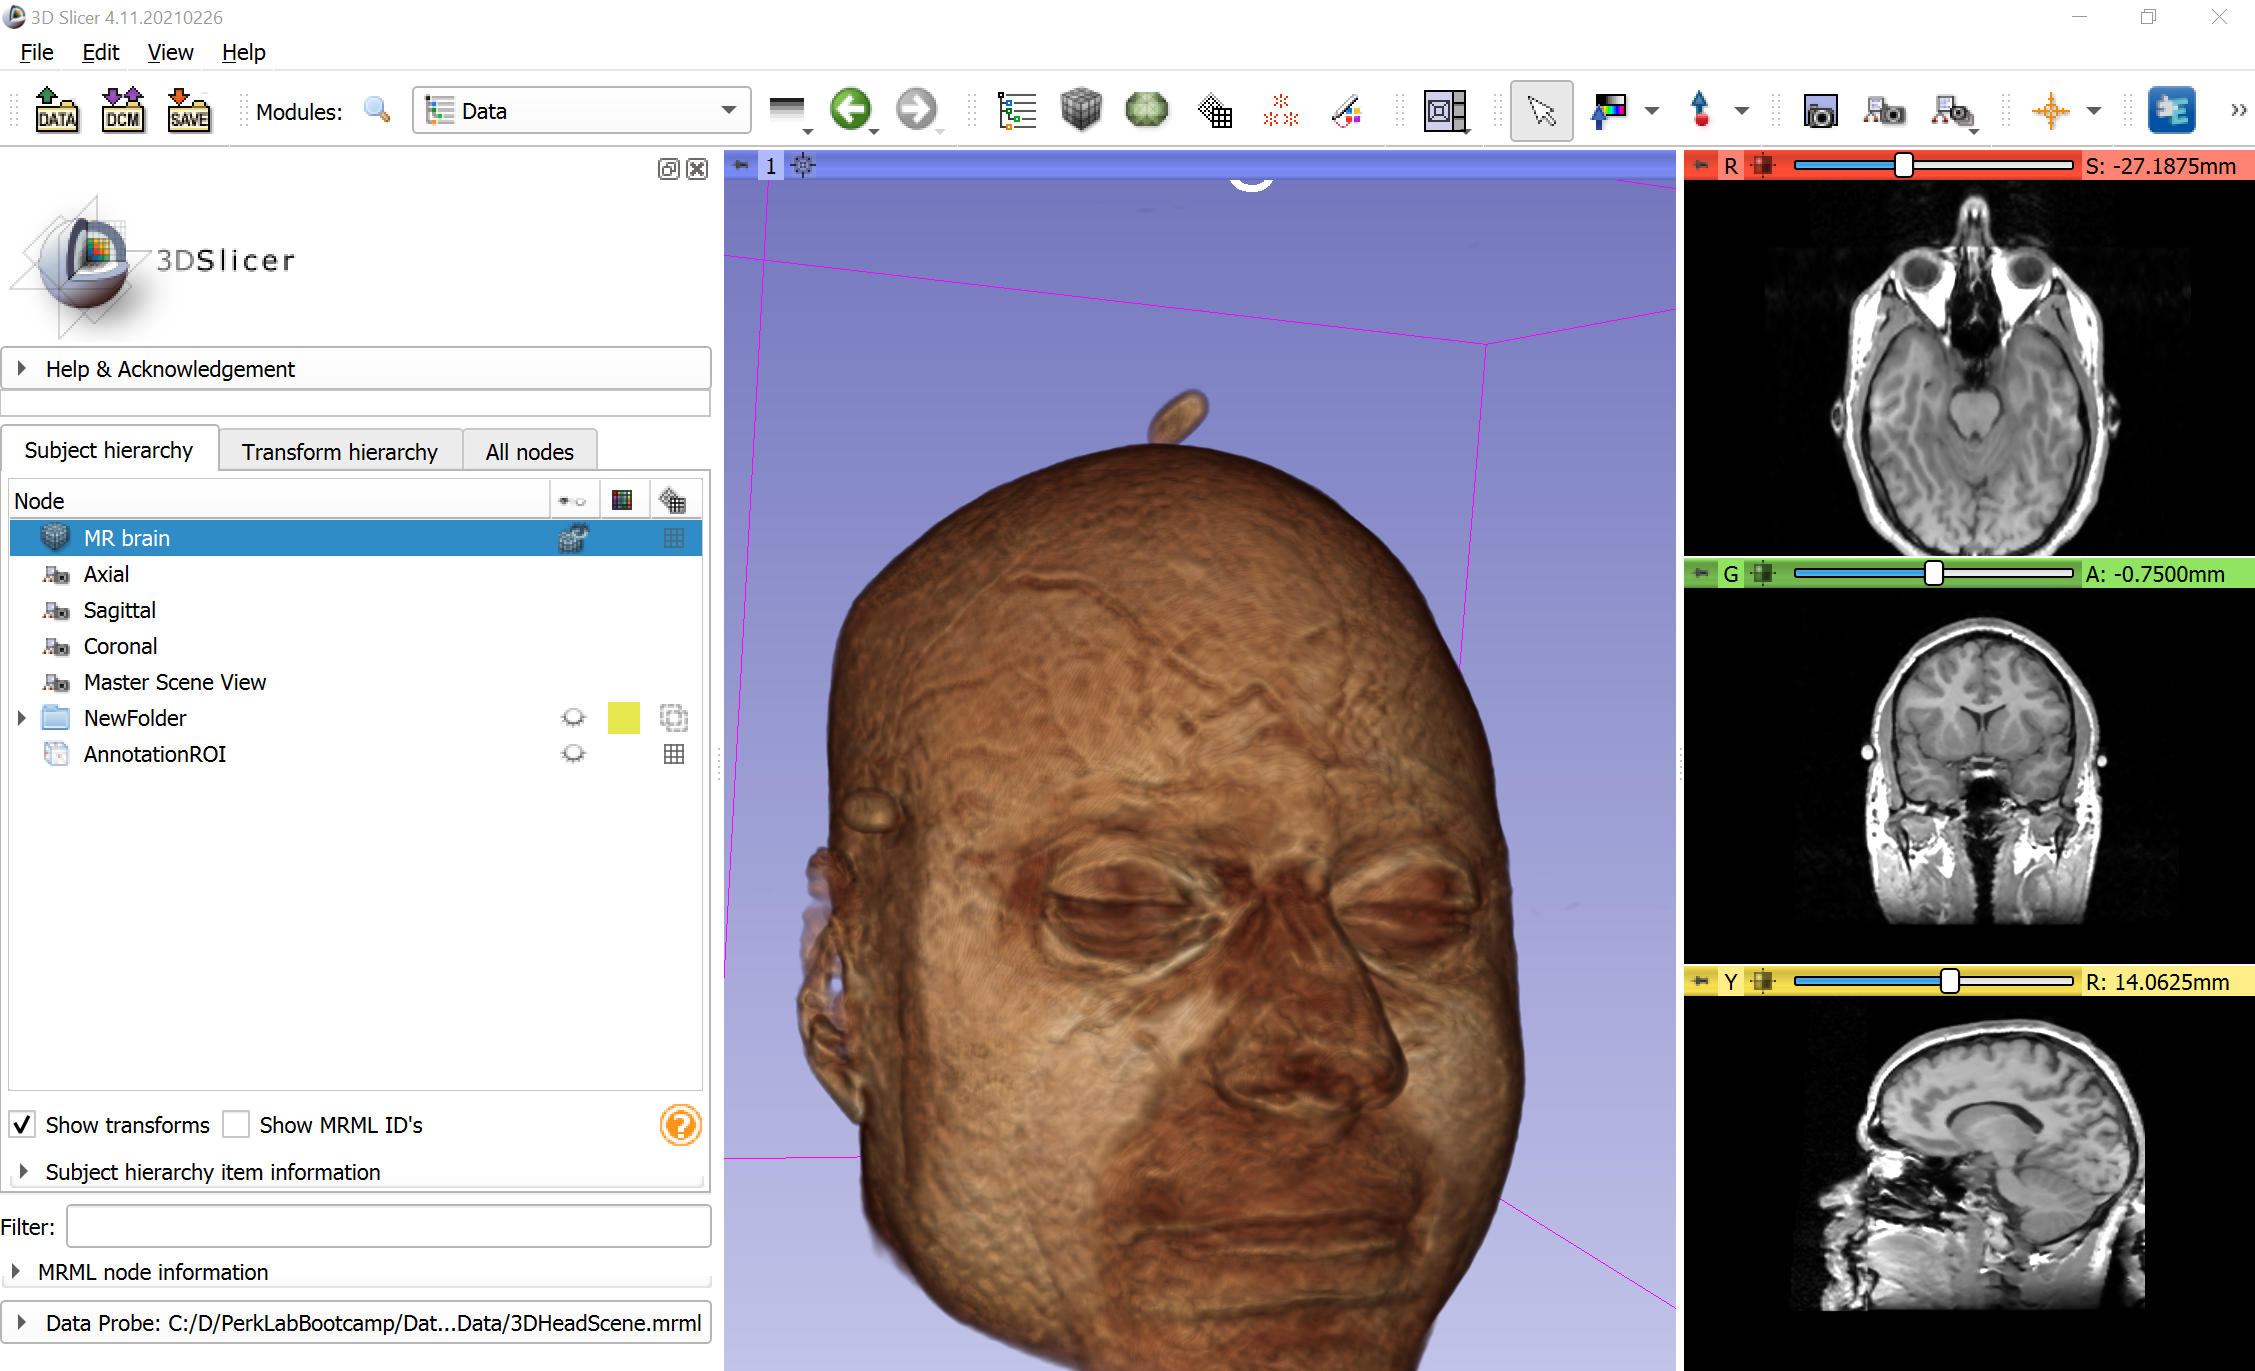 3D Slicer 4.11.20210226
File Edit View Help
DATA DCM SAVE Modules: Data
3DSlicer
Help & Acknowledgement
Subject hierarchy Transform hierarchy All nodes
Node
MR brain
Axial
Sagittal
Coronal
Master Scene View
NewFolder
AnnotationROI
Show transforms Show MRML ID's
Subject hierarchy item information
Filter:
MRML node information
Data Probe: C:/D/PerkLabBootcamp/Dat...Data/3DHeadScene.mrml
1
R S: -27.1875mm
G A: -0.7500mm
Y R: 14.0625mm